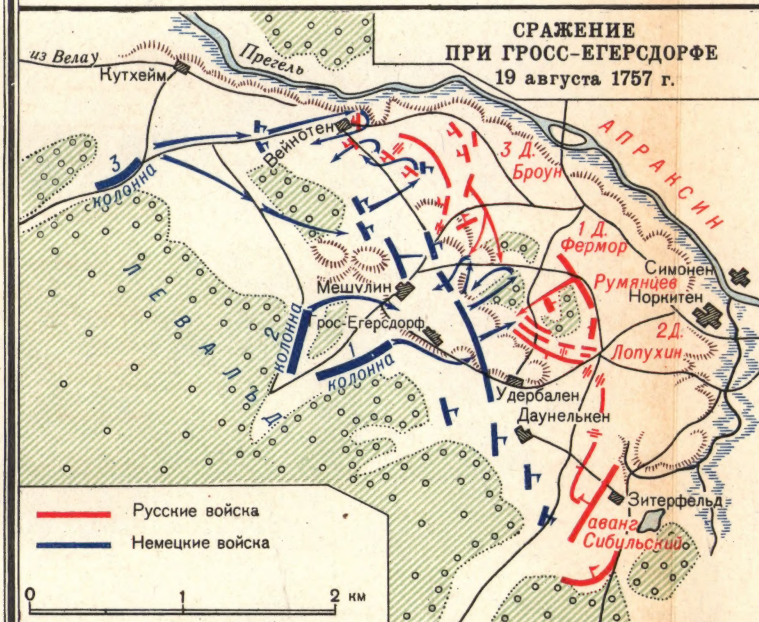 СРАЖЕНИЕ
ПРИ ГРОСС-ЕГЕРСДОРФЕ
19 августа 1757 г.
из Велау
Прегель
Кутхейм
Вейнотен
3 Д.
Броун
АПРАКСИН
3
колонна
1 Д.
Фермор
Румянцев
Симонен
Норкитен
Мешулин
ЛЕВАЛЬД
2
колонна
Грос-Егерсдорф
1
колонна
2Д.
Лопухин
Удербален
Даунелькен
Зитерфельд
аванг
Сибильский
Русские войска
Немецкие войска
0 1 2 км